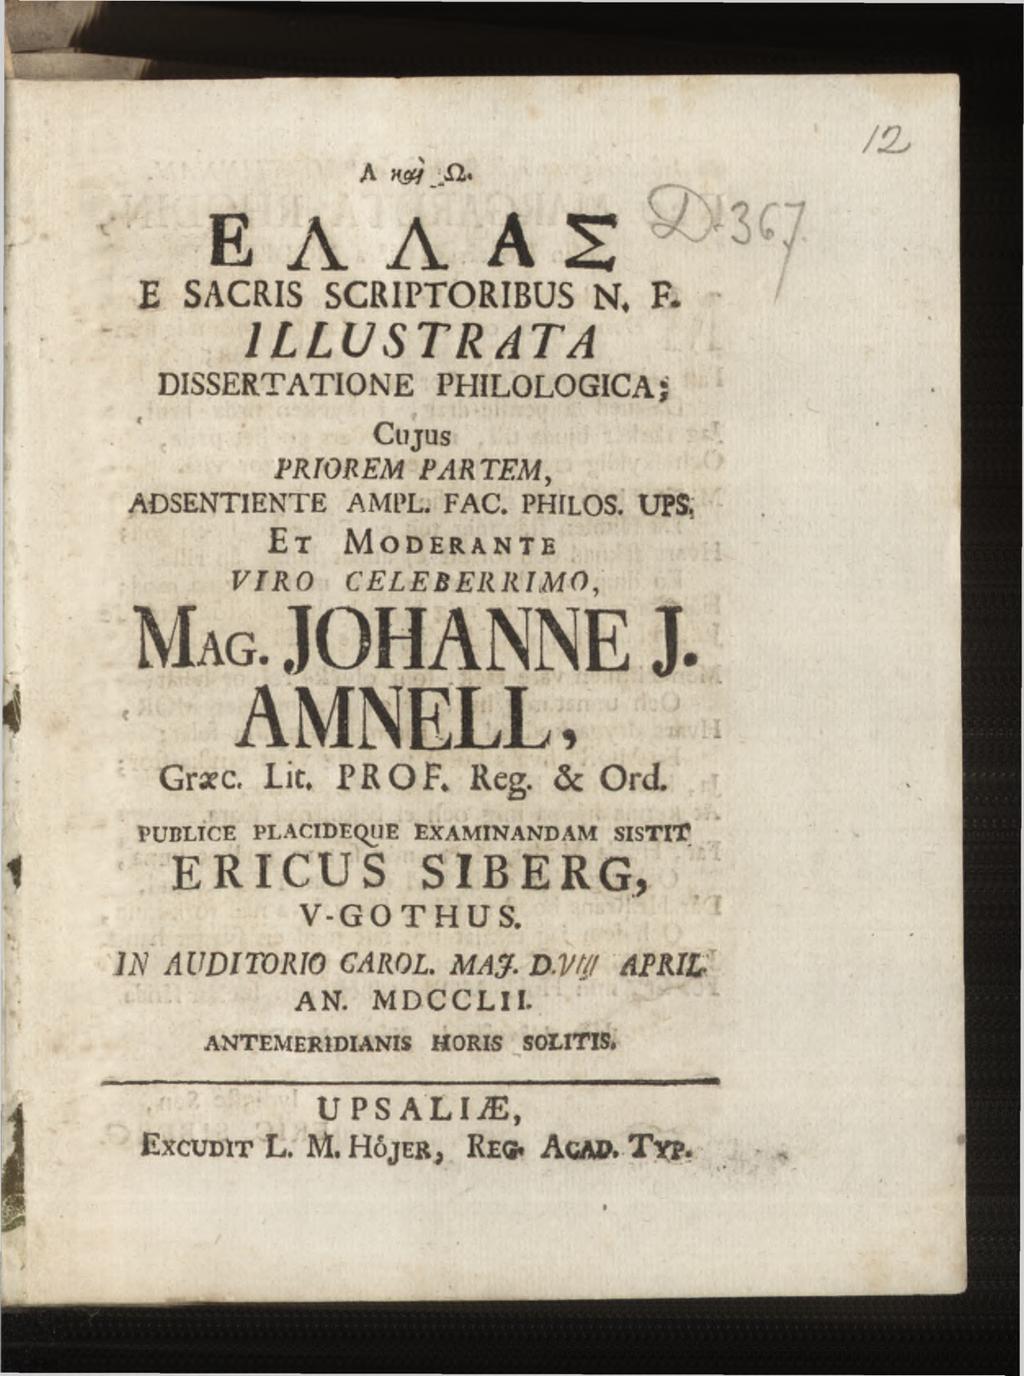 12
Α καὶ Ω.
D.367
ΕΛΛΑΣ
E SACRIS SCRIPTORIBUS N. F.
ILLUSTRATA
DISSERTATIONE PHILOLOGICA;
Cujus
PRIOREM PARTEM,
ADSENTIENTE AMPL. FAC. PHILOS. UPS.
ET MODERANTE
VIRO CELEBERRIMO,
MAG. JOHANNE J.
AMNELL,
Græc. Lit. PROF. Reg. & Ord.
PUBLICE PLACIDEQUE EXAMINANDAM SISTIT
ERICUS SIBERG,
V-GOTHUS.
IN AUDITORIO CAROL. MAJ. D. VIII APRIL
AN. MDCCLII.
ANTEMERIDIANIS HORIS SOLITIS.
UPSALIÆ,
EXCUDIT L. M. HÖJER, REG. ACAD. TYP.